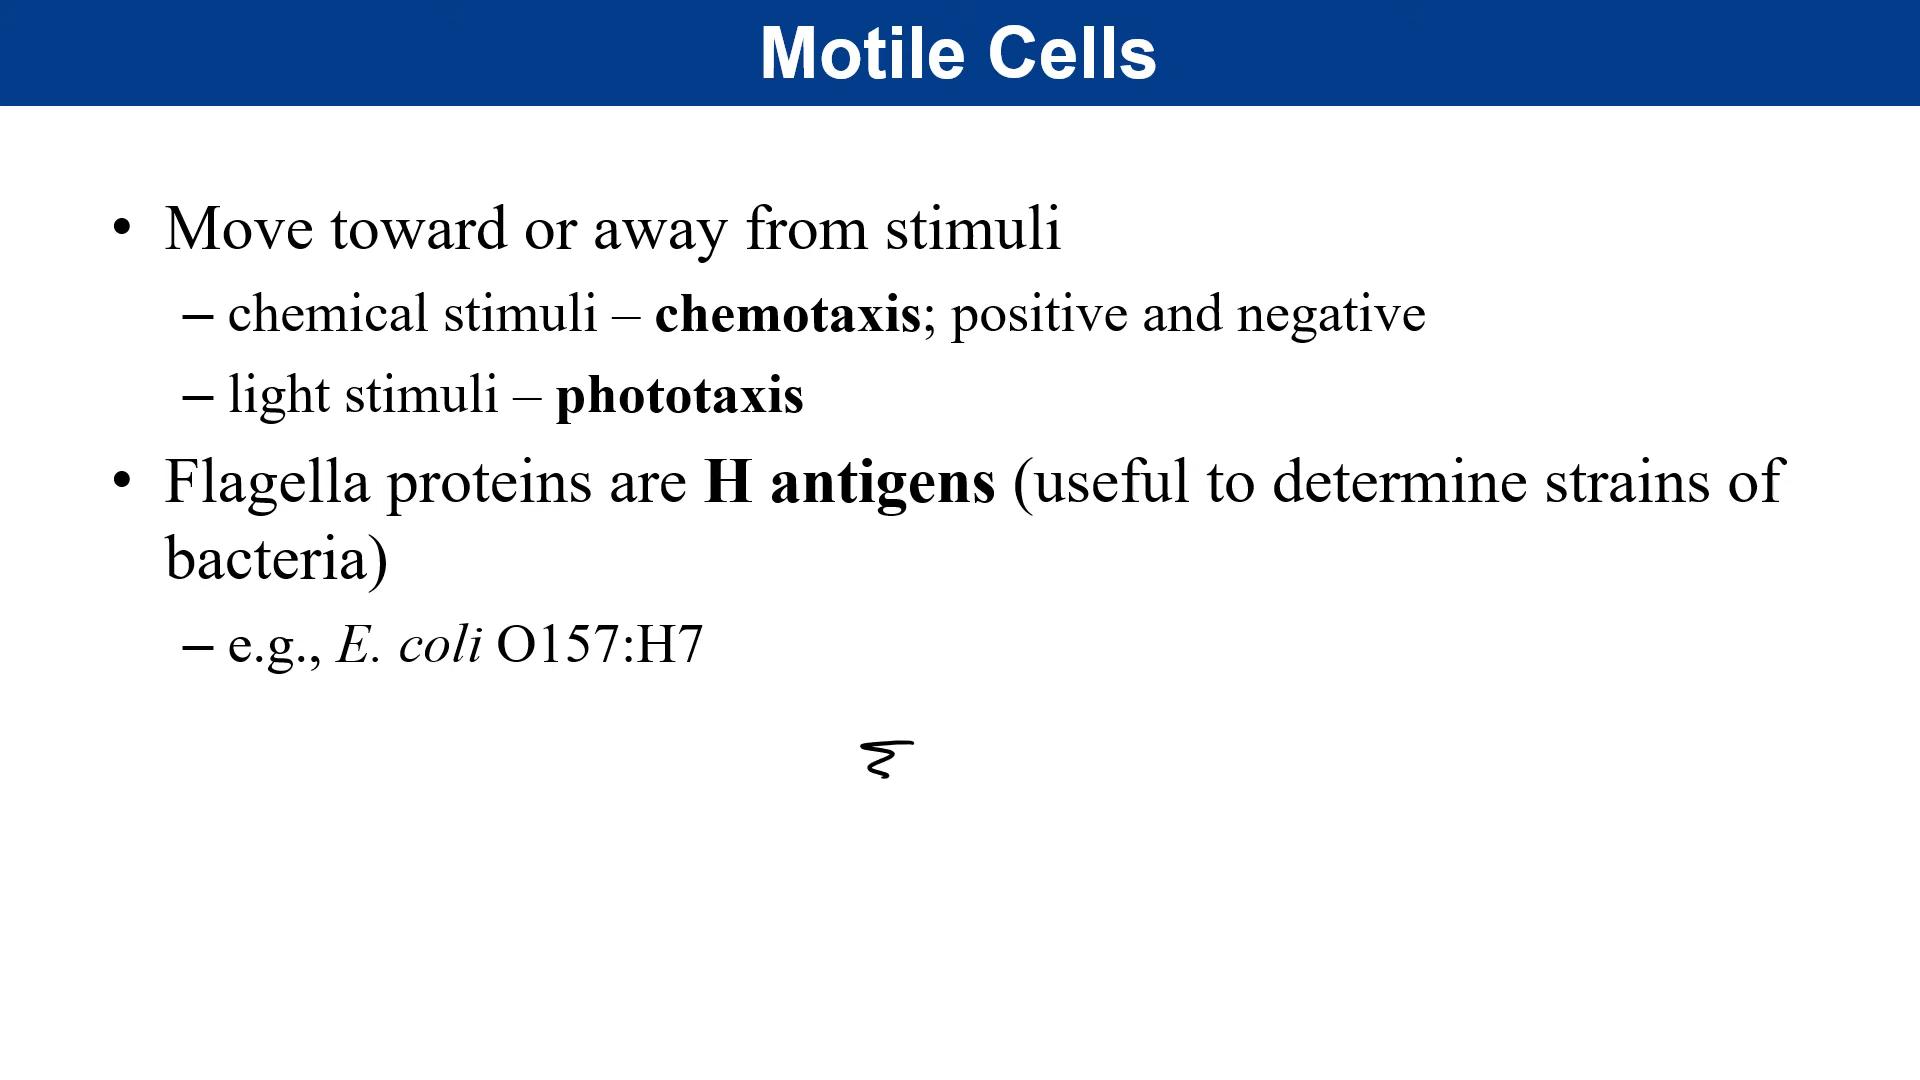 Motile Cells
• Move toward or away from stimuli
– chemical stimuli – chemotaxis; positive and negative
– light stimuli – phototaxis
• Flagella proteins are H antigens (useful to determine strains of
bacteria)
– e.g., E. coli O157:H7